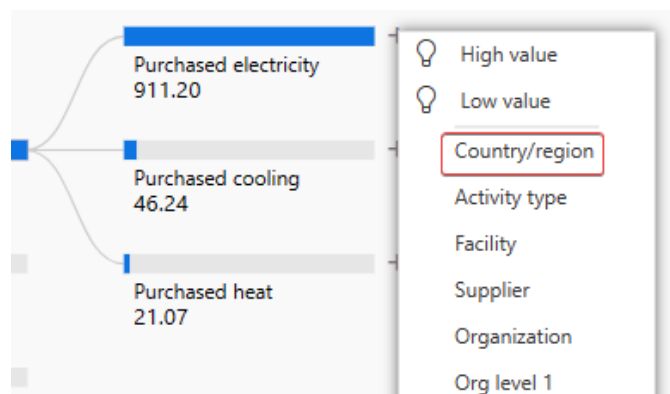 Purchased electricity
911.20
Purchased cooling
46.24
Purchased heat
21.07
High value
Low value
Country/region
Activity type
Facility
Supplier
Organization
Org level 1